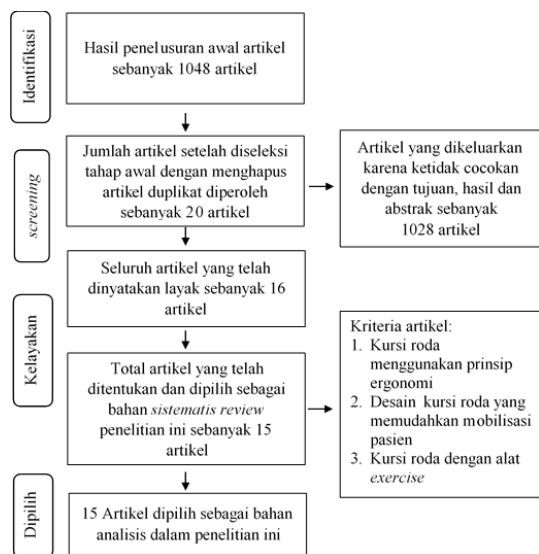 Identifikasi
Hasil penelusuran awal artikel
sebanyak 1048 artikel
screening
Jumlah artikel setelah diseleksi
tahap awal dengan menghapus
artikel duplikat diperoleh
sebanyak 20 artikel
Artikel yang dikeluarkan
karena ketidak cocokan
dengan tujuan, hasil dan
abstrak sebanyak
1028 artikel
Kelayakan
Seluruh artikel yang telah
dinyatakan layak sebanyak 16
artikel
Total artikel yang telah
ditentukan dan dipilih sebagai
bahan sistematis review
penelitian ini sebanyak 15
artikel
Kriteria artikel:
1. Kursi roda
menggunakan prinsip
ergonomi
2. Desain kursi roda yang
memudahkan mobilisasi
pasien
3. Kursi roda dengan alat
exercise
Dipilih
15 Artikel dipilih sebagai bahan
analisis dalam penelitian ini